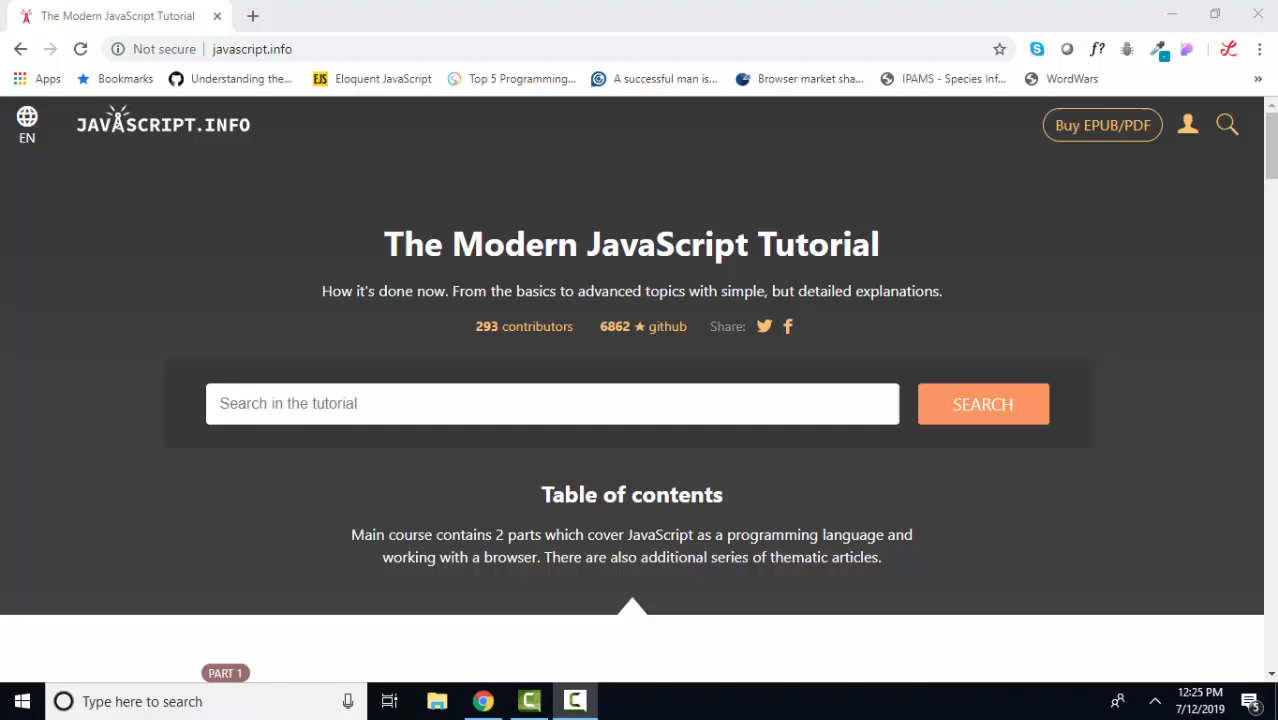 The Modern JavaScript Tutorial
Not secure
javascript.info
f?
Apps
Bookmarks
Understanding the...
EJS
Eloquent JavaScript
Top 5 Programming...
A successful man is...
Browser market sha...
IPAMS - Species Inf...
WordWars
»
EN
JAVASCRIPT.INFO
Buy EPUB/PDF
The Modern JavaScript Tutorial
How it's done now. From the basics to advanced topics with simple, but detailed explanations.
293 contributors
6862 ★ github
Share:
Search in the tutorial
SEARCH
Table of contents
Main course contains 2 parts which cover JavaScript as a programming language and
working with a browser. There are also additional series of thematic articles.
PART 1
Type here to search
12:25 PM
7/12/2019
5